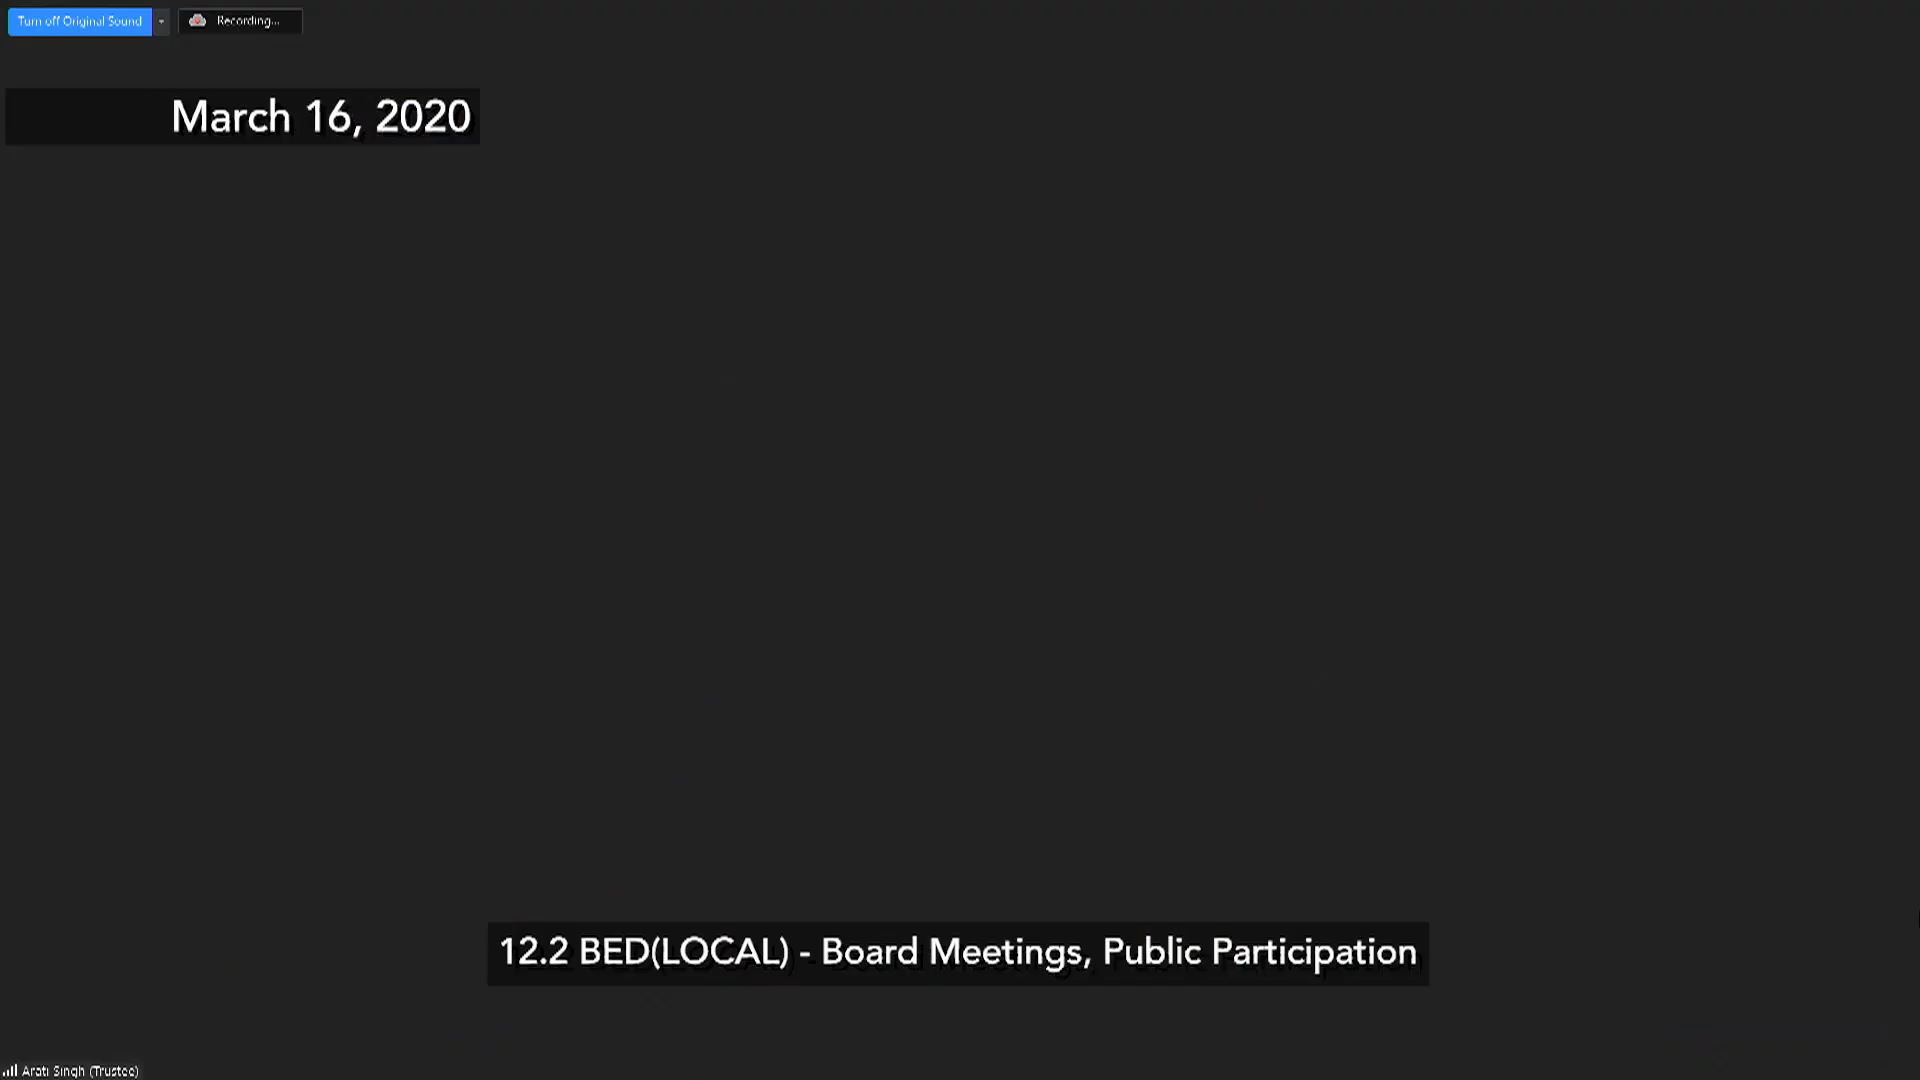 Turn off Original Sound
Recording...
March 16, 2020
12.2 BED(LOCAL) - Board Meetings, Public Participation
Arati Singh (Trustee)